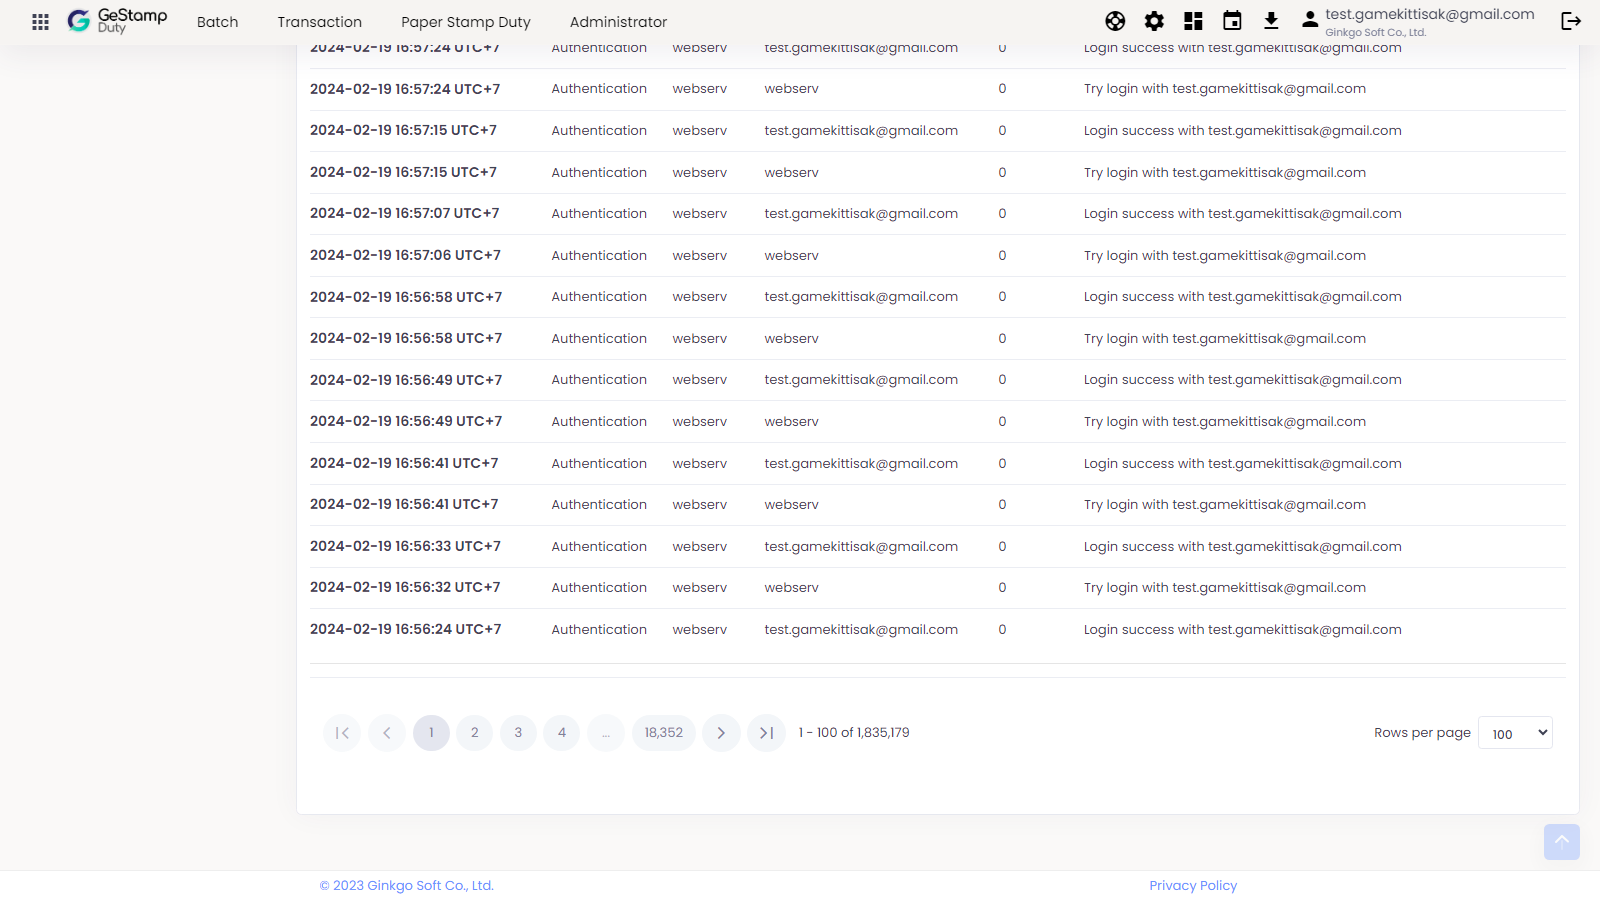 GeStamp
Duty
Batch Transaction Paper Stamp Duty Administrator
test.gamekittisak@gmail.com
Ginkgo Soft Co., Ltd.
2024-02-19 16:57:24 UTC+7 Authentication webserv test.gamekittisak@gmail.com 0 Login success with test.gamekittisak@gmail.com
2024-02-19 16:57:24 UTC+7 Authentication webserv webserv 0 Try login with test.gamekittisak@gmail.com
2024-02-19 16:57:15 UTC+7 Authentication webserv test.gamekittisak@gmail.com 0 Login success with test.gamekittisak@gmail.com
2024-02-19 16:57:15 UTC+7 Authentication webserv webserv 0 Try login with test.gamekittisak@gmail.com
2024-02-19 16:57:07 UTC+7 Authentication webserv test.gamekittisak@gmail.com 0 Login success with test.gamekittisak@gmail.com
2024-02-19 16:57:06 UTC+7 Authentication webserv webserv 0 Try login with test.gamekittisak@gmail.com
2024-02-19 16:56:58 UTC+7 Authentication webserv test.gamekittisak@gmail.com 0 Login success with test.gamekittisak@gmail.com
2024-02-19 16:56:58 UTC+7 Authentication webserv webserv 0 Try login with test.gamekittisak@gmail.com
2024-02-19 16:56:49 UTC+7 Authentication webserv test.gamekittisak@gmail.com 0 Login success with test.gamekittisak@gmail.com
2024-02-19 16:56:49 UTC+7 Authentication webserv webserv 0 Try login with test.gamekittisak@gmail.com
2024-02-19 16:56:41 UTC+7 Authentication webserv test.gamekittisak@gmail.com 0 Login success with test.gamekittisak@gmail.com
2024-02-19 16:56:41 UTC+7 Authentication webserv webserv 0 Try login with test.gamekittisak@gmail.com
2024-02-19 16:56:33 UTC+7 Authentication webserv test.gamekittisak@gmail.com 0 Login success with test.gamekittisak@gmail.com
2024-02-19 16:56:32 UTC+7 Authentication webserv webserv 0 Try login with test.gamekittisak@gmail.com
2024-02-19 16:56:24 UTC+7 Authentication webserv test.gamekittisak@gmail.com 0 Login success with test.gamekittisak@gmail.com
1 2 3 4 ... 18,352 1 - 100 of 1,835,179 Rows per page 100
© 2023 Ginkgo Soft Co., Ltd. Privacy Policy